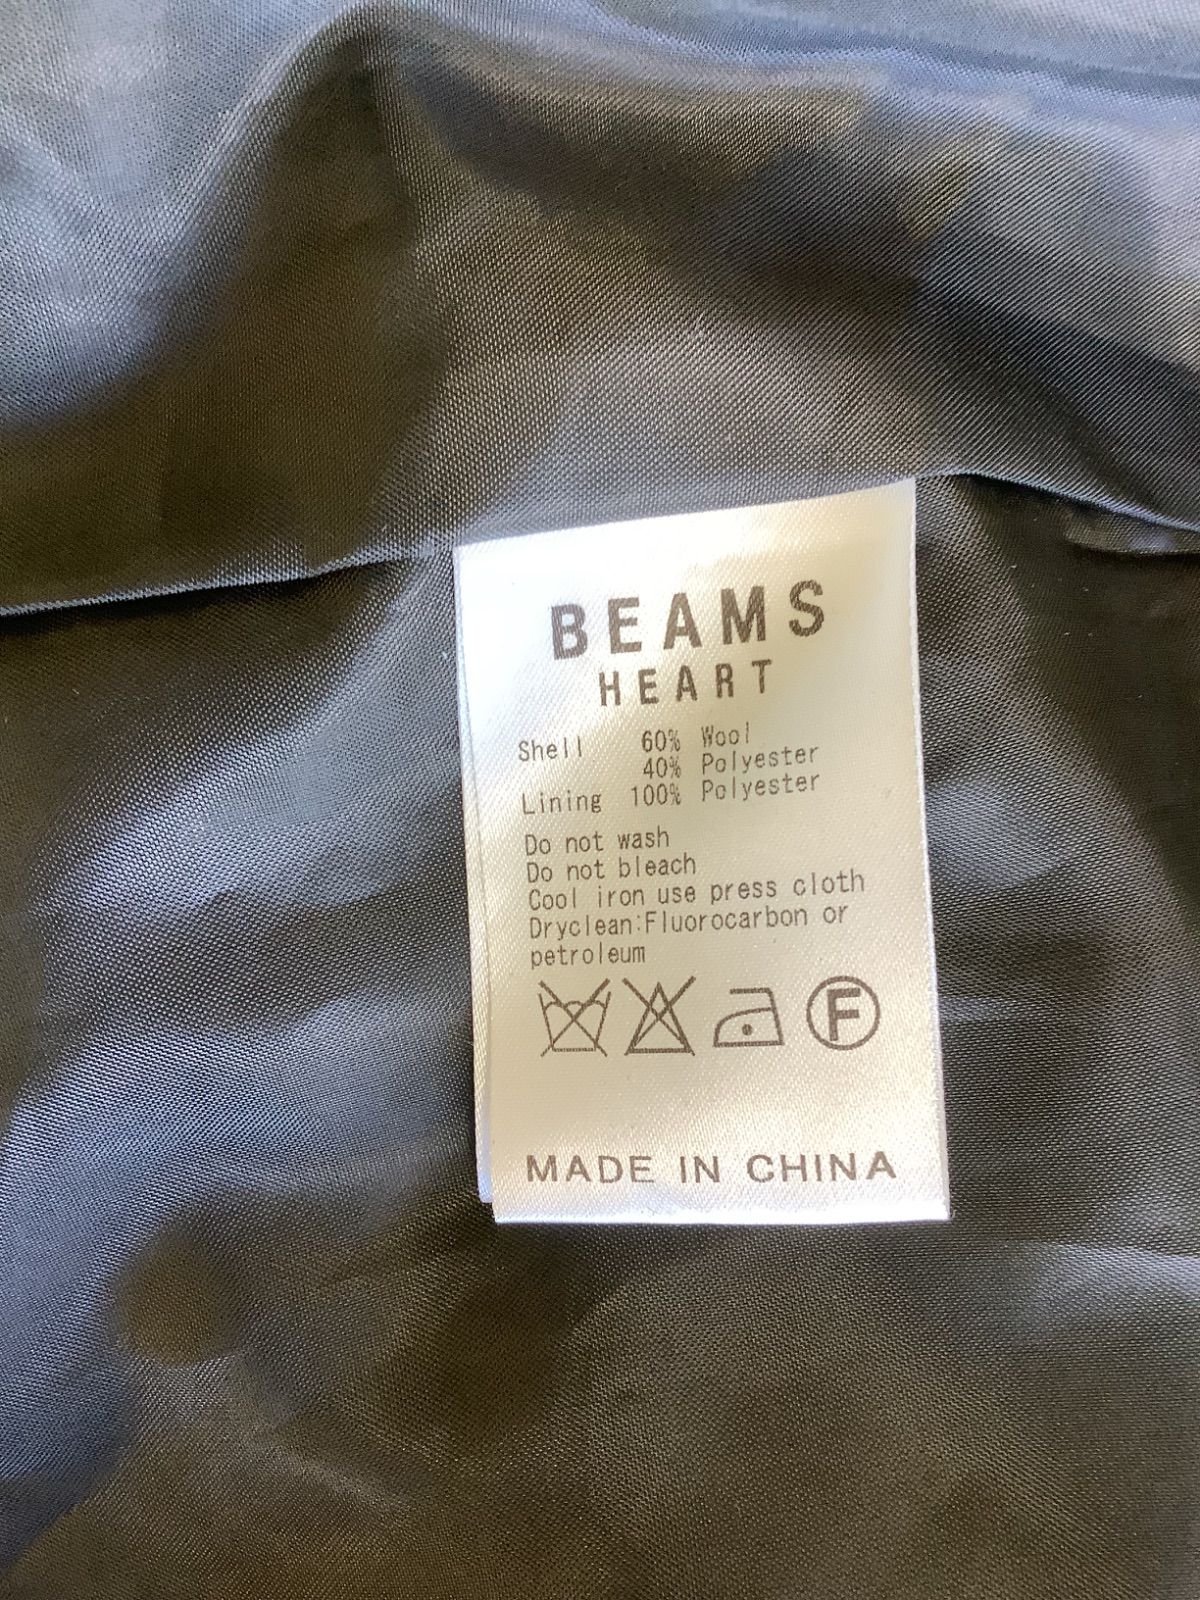 BEAMS
HEART
Shell 60% Wool
40% Polyester
Lining 100% Polyester
Do not wash
Do not bleach
Cool iron use press cloth
Dryclean:Fluorocarbon or
petroleum
F
MADE IN CHINA